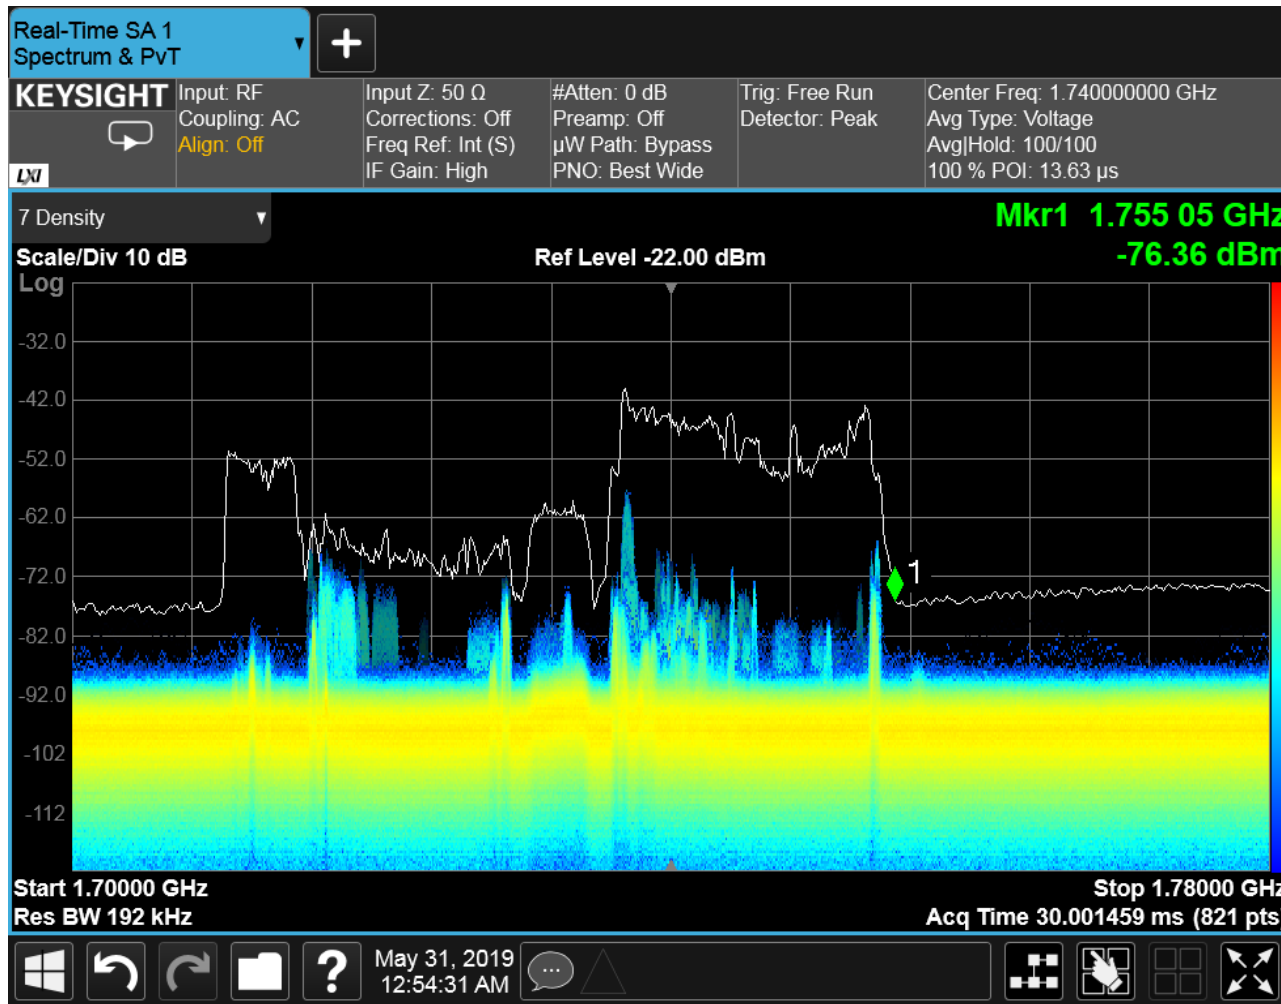 Real-Time SA 1
Spectrum & PvT
KEYSIGHT
LXI
Input: RF
Coupling: AC
Align: Off
Input Z: 50 Ω
Corrections: Off
Freq Ref: Int (S)
IF Gain: High
#Atten: 0 dB
Preamp: Off
µW Path: Bypass
PNO: Best Wide
Trig: Free Run
Detector: Peak
Center Freq: 1.740000000 GHz
Avg Type: Voltage
Avg|Hold: 100/100
100 % POI: 13.63 µs
7 Density
Mkr1 1.755 05 GHz
Scale/Div 10 dB
Ref Level -22.00 dBm
-76.36 dBm
Log
-32.0
-42.0
-52.0
-62.0
-72.0
1
-82.0
-92.0
-102
-112
Start 1.70000 GHz
Stop 1.78000 GHz
Res BW 192 kHz
Acq Time 30.001459 ms (821 pts
?
May 31, 2019
12:54:31 AM